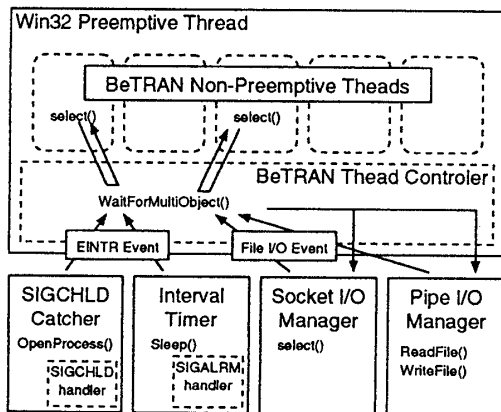 Win32 Preemptive Thread
BeTRAN Non-Preemptive Theads
select()
select()
BeTRAN Thead Controler
WaitForMultiObject()
EINTR Event
File I/O Event
SIGCHLD
Catcher
OpenProcess()
SIGCHLD
handler
Interval
Timer
Sleep()
SIGALRM
handler
Socket I/O
Manager
select()
Pipe I/O
Manager
ReadFile()
WriteFile()